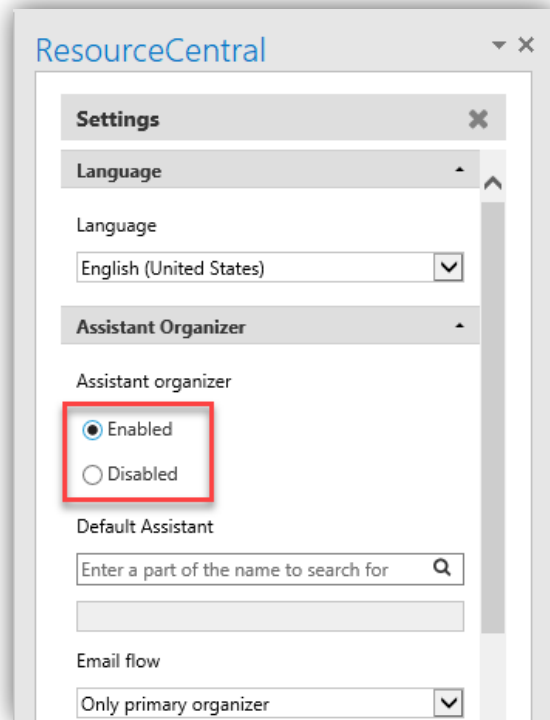 ResourceCentral
Settings
Language
Language
English (United States)
Assistant Organizer
Assistant organizer
Enabled
Disabled
Default Assistant
Enter a part of the name to search for
Email flow
Only primary organizer